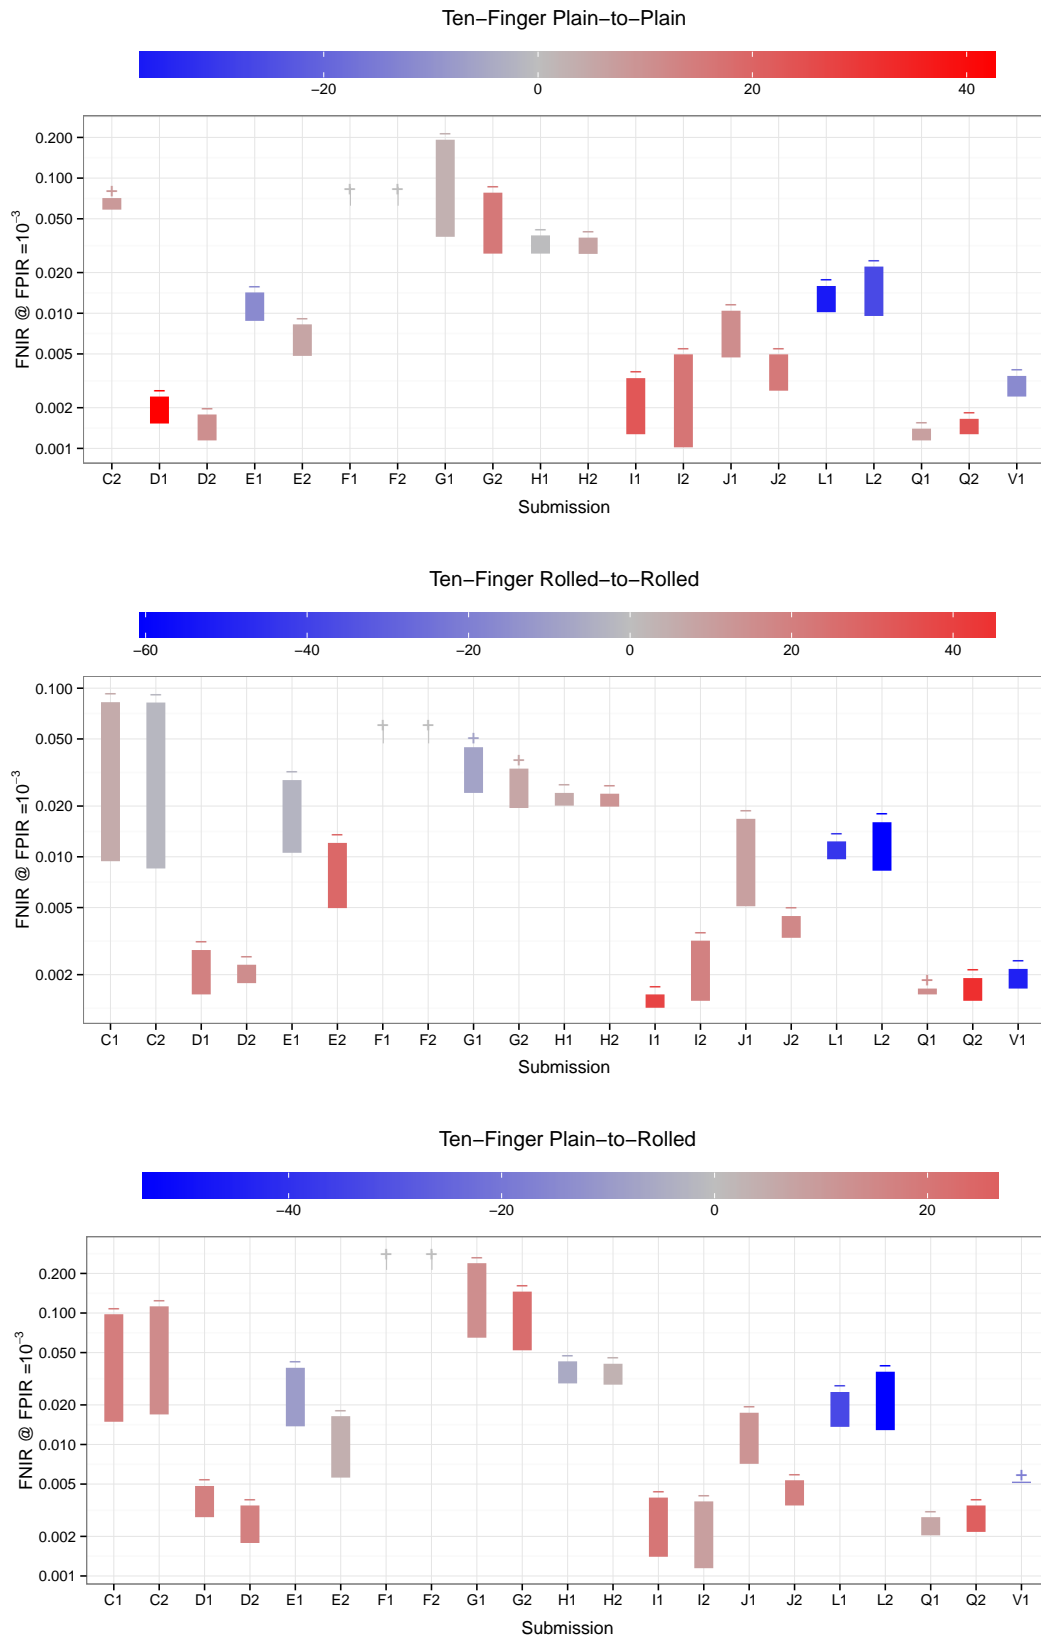 Ten−Finger Plain−to−Plain
−20 0 20 40
FNIR @ FPIR =10⁻³
0.200
0.100
0.050
0.020
0.010
0.005
0.002
0.001
C2 D1 D2 E1 E2 F1 F2 G1 G2 H1 H2 I1 I2 J1 J2 L1 L2 Q1 Q2 V1
Submission
Ten−Finger Rolled−to−Rolled
−60 −40 −20 0 20 40
FNIR @ FPIR =10⁻³
0.100
0.050
0.020
0.010
0.005
0.002
C1 C2 D1 D2 E1 E2 F1 F2 G1 G2 H1 H2 I1 I2 J1 J2 L1 L2 Q1 Q2 V1
Submission
Ten−Finger Plain−to−Rolled
−40 −20 0 20
FNIR @ FPIR =10⁻³
0.200
0.100
0.050
0.020
0.010
0.005
0.002
0.001
C1 C2 D1 D2 E1 E2 F1 F2 G1 G2 H1 H2 I1 I2 J1 J2 L1 L2 Q1 Q2 V1
Submission